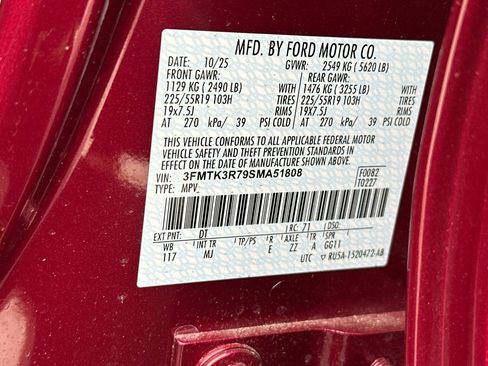 MFD. BY FORD MOTOR CO.
DATE: 10/25 GVWR: 2549 KG (5620 LB)
FRONT GAWR: REAR GAWR:
1129 KG (2490 LB) WITH 1476 KG (3255 LB) WITH
225/55R19 103H TIRES 225/55R19 103H TIRES
19x7.5J RIMS 19x7.5J RIMS
AT 270 kPa/ 39 PSI COLD AT 270 kPa/ 39 PSI COLD
THIS VEHICLE CONFORMS TO ALL APPLICABLE FEDERAL MOTOR
VEHICLE SAFETY AND THEFT PREVENTION STANDARDS IN
EFFECT ON THE DATE OF MANUFACTURE SHOWN ABOVE.
VIN: 3FMTK3R79SMA51808 F0082
TYPE: MPV T0227
EXT PNT: DT RC: 71 DSO:
WB INT TR TP/PS R AXLE TR SPR
117 MJ E ZZ A GG11
UTC ▽ RU5A-1520472-AB